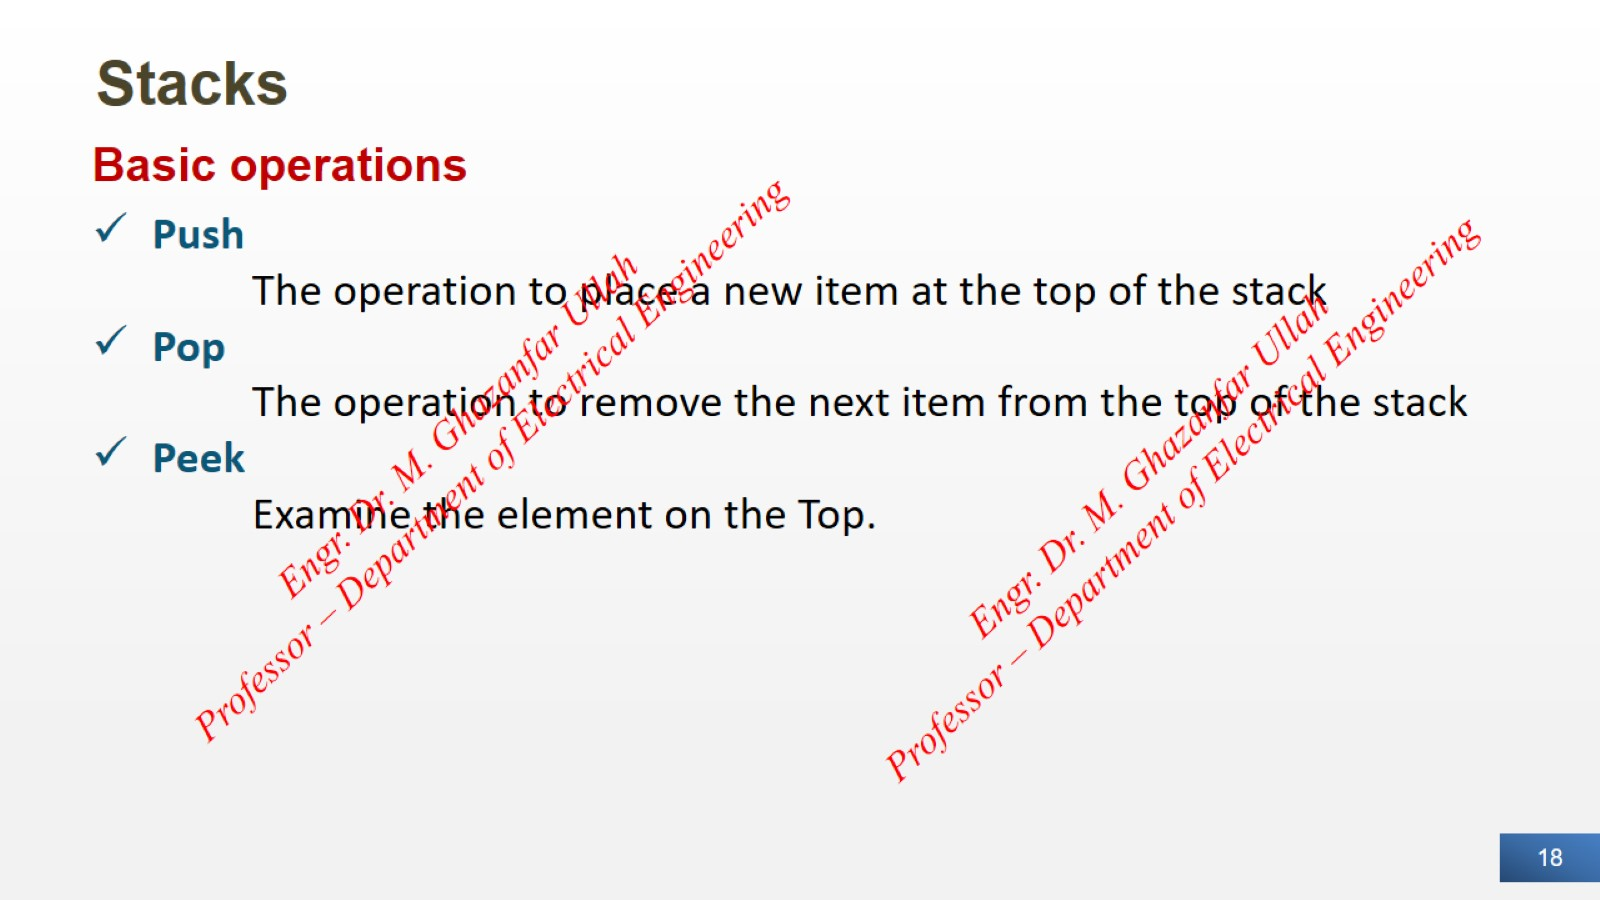 Stacks
Basic operations
✓ Push
The operation to place a new item at the top of the stack
✓ Pop
The operation to remove the next item from the top of the stack
✓ Peek
Examine the element on the Top.
Engr. Dr. M. Ghazanfar Ullah
Professor – Department of Electrical Engineering
Engr. Dr. M. Ghazanfar Ullah
Professor – Department of Electrical Engineering
18